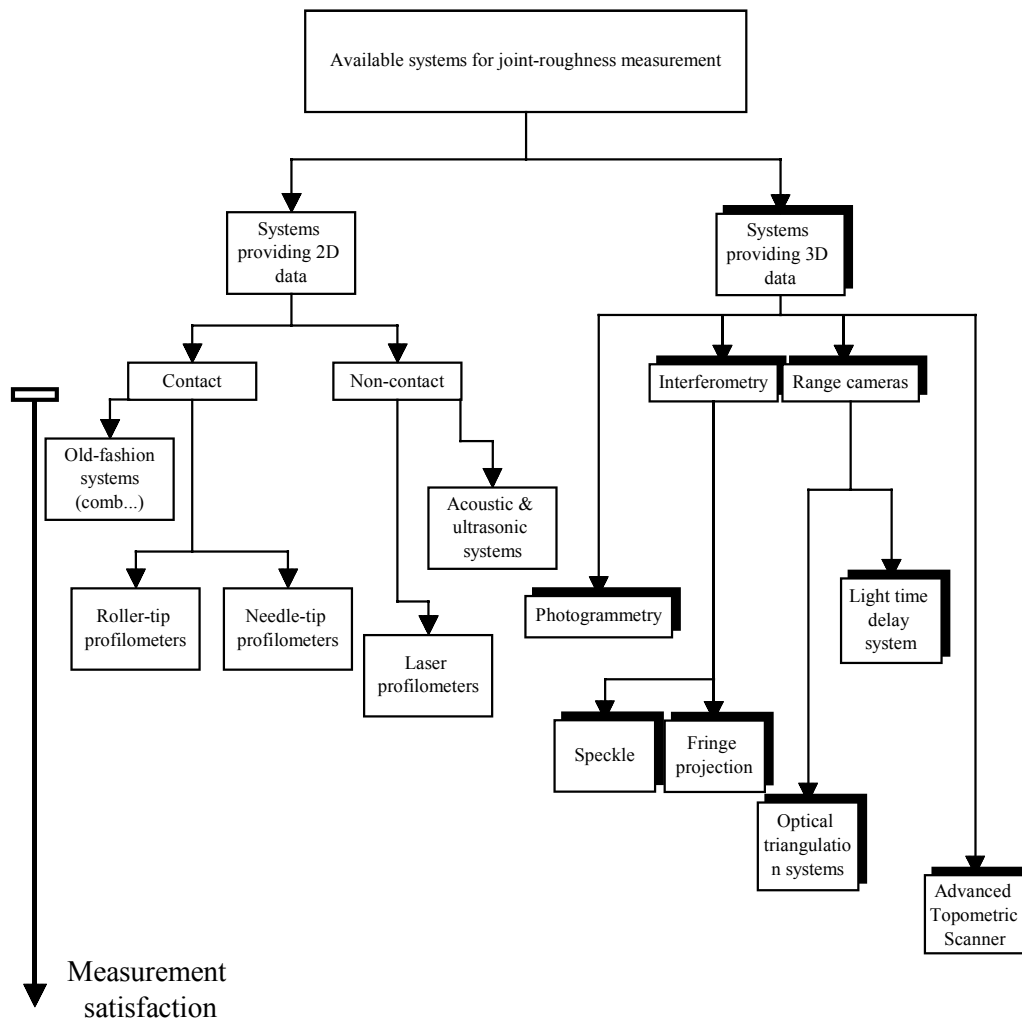 Available systems for joint-roughness measurement
Systems
providing 2D
data
Systems
providing 3D
data
Contact
Non-contact
Interferometry
Range cameras
Old-fashion
systems
(comb...)
Acoustic &
ultrasonic
systems
Roller-tip
profilometers
Needle-tip
profilometers
Laser
profilometers
Photogrammetry
Light time
delay
system
Speckle
Fringe
projection
Optical
triangulatio
n systems
Advanced
Topometric
Scanner
Measurement
satisfaction